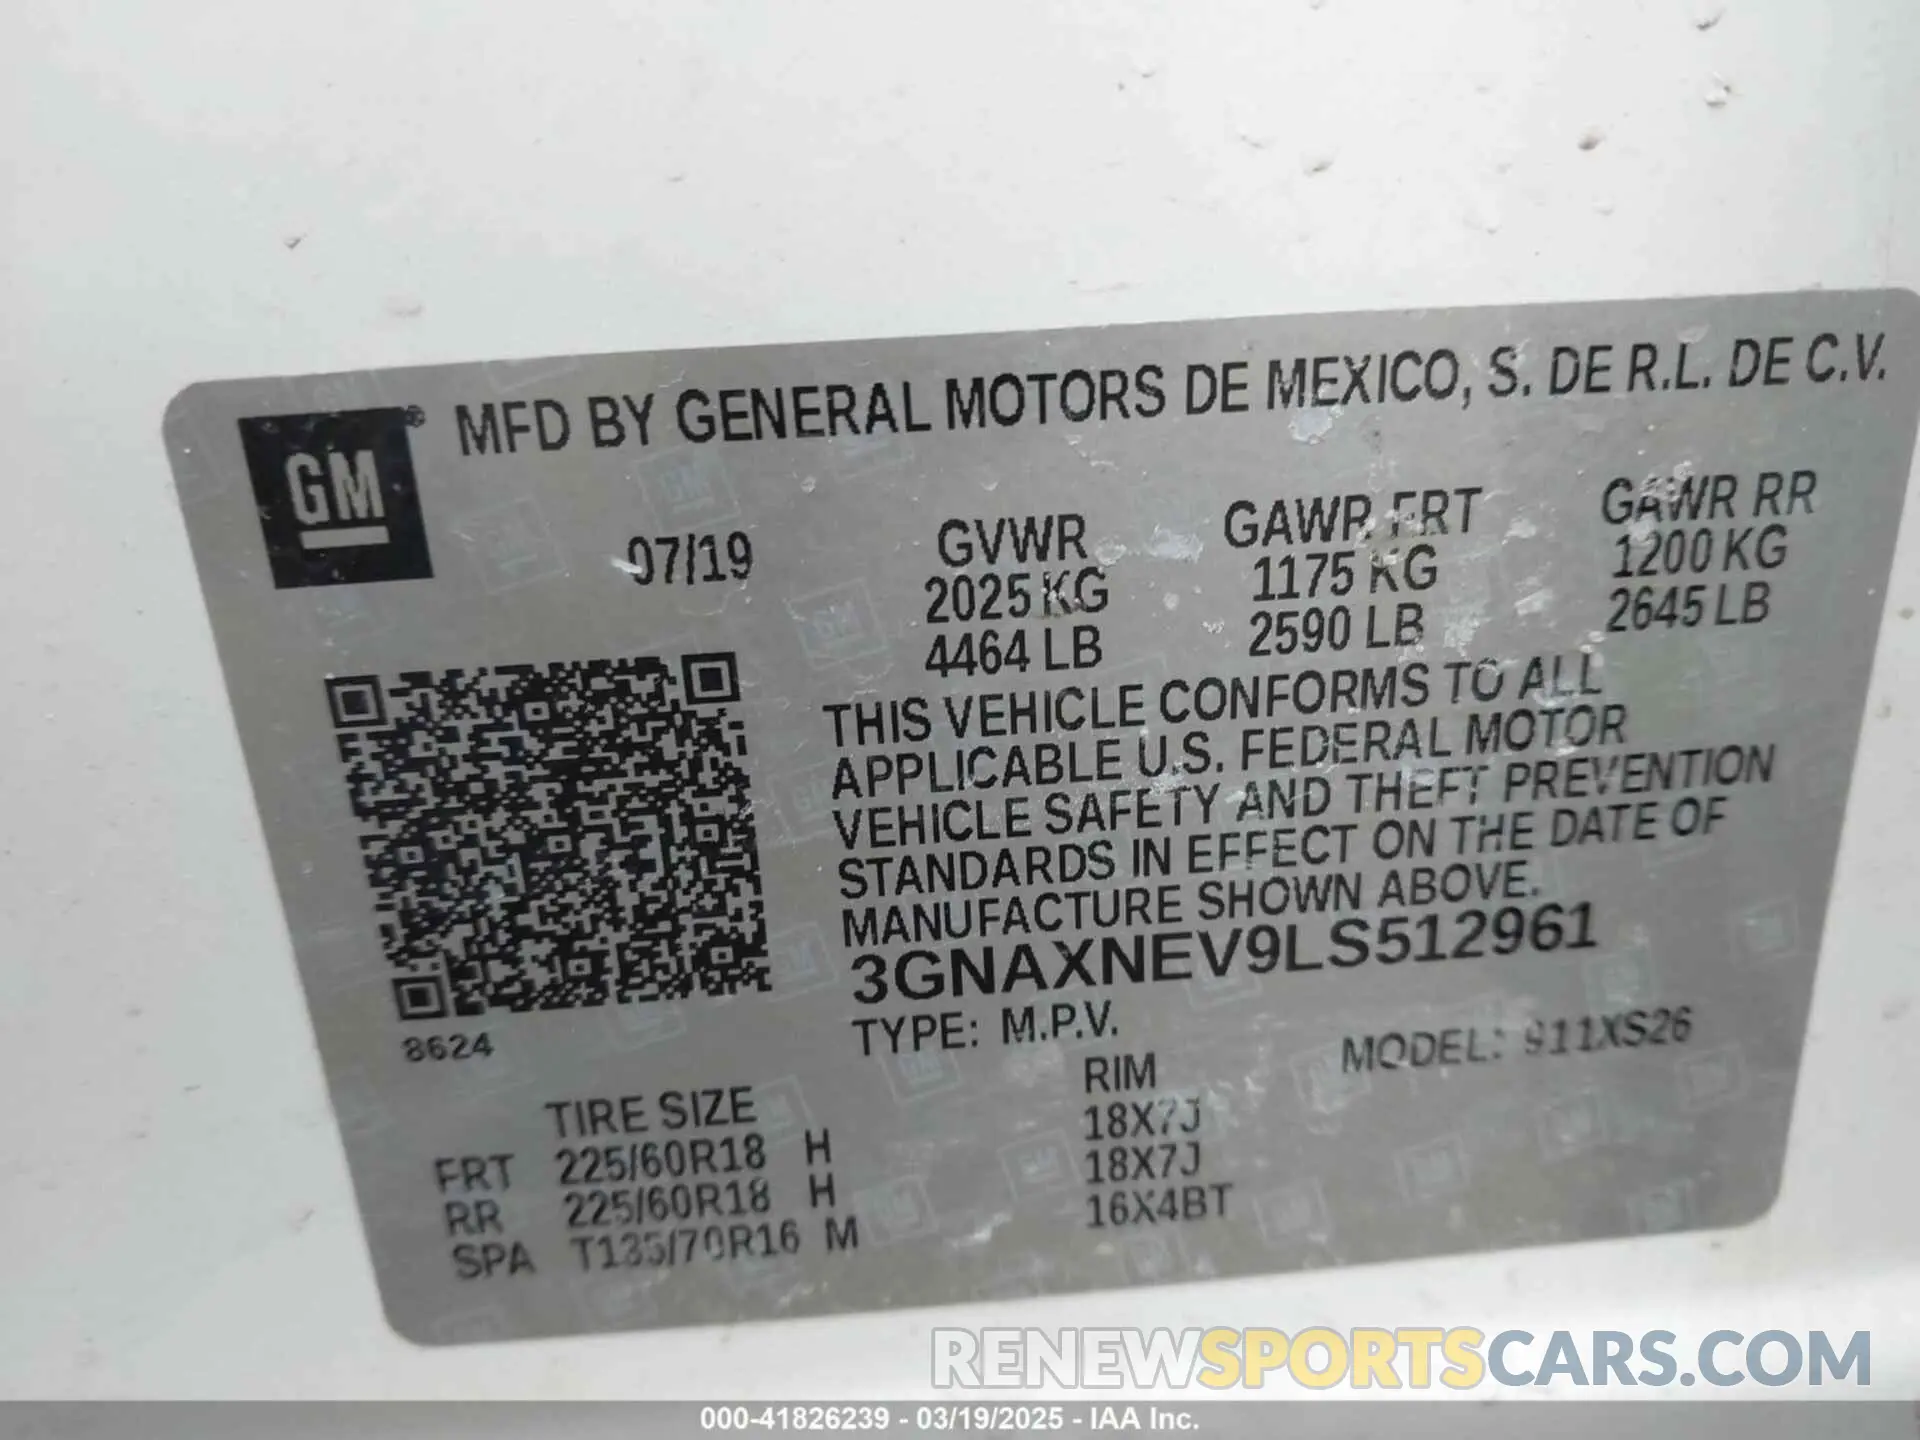 MFD BY GENERAL MOTORS DE MEXICO, S. DE R.L. DE C.V.
GM®
07/19
GVWR GAWR FRT GAWR RR
2025 KG 1175 KG 1200 KG
4464 LB 2590 LB 2645 LB
THIS VEHICLE CONFORMS TO ALL
APPLICABLE U.S. FEDERAL MOTOR
VEHICLE SAFETY AND THEFT PREVENTION
STANDARDS IN EFFECT ON THE DATE OF
MANUFACTURE SHOWN ABOVE.
3GNAXNEV9LS512961
8624
TYPE: M.P.V. MODEL: 911XS26
TIRE SIZE RIM
FRT 225/60R18 H 18X7J
RR 225/60R18 H 18X7J
SPA T135/70R16 M 16X4BT
RENEWSPORTSCARS.COM
000-41826239 - 03/19/2025 - IAA Inc.